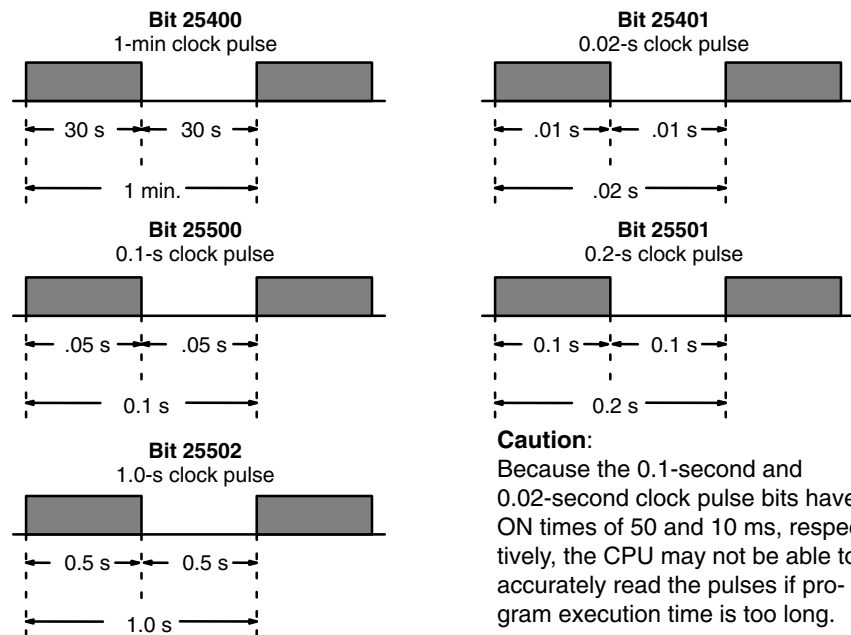 Bit 25400
1-min clock pulse
30 s
30 s
1 min.
Bit 25401
0.02-s clock pulse
.01 s
.01 s
.02 s
Bit 25500
0.1-s clock pulse
.05 s
.05 s
0.1 s
Bit 25501
0.2-s clock pulse
0.1 s
0.1 s
0.2 s
Bit 25502
1.0-s clock pulse
0.5 s
0.5 s
1.0 s
Caution:
Because the 0.1-second and
0.02-second clock pulse bits have
ON times of 50 and 10 ms, respec
tively, the CPU may not be able to
accurately read the pulses if pro-
gram execution time is too long.